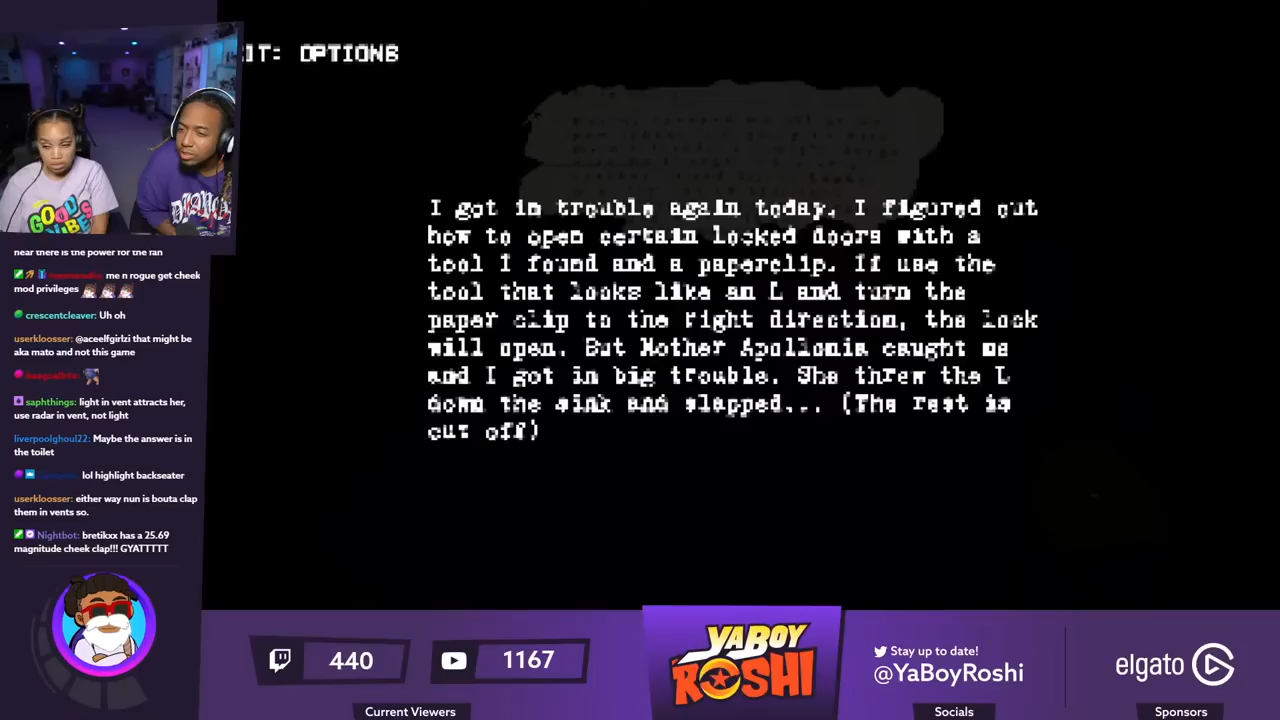 IT: OPTIONS
I got in trouble again today. I figured out
how to open certain locked doors with a
tool I found and a paperclip. If use the
tool that looks like an L and turn the
paper clip to the right direction, the lock
will open. But Mother Apollonia caught me
and I got in big trouble. She threw the L
down the sink and slapped... (The rest is
cut off)
GOOD
near there is the power for the ran
me n rogue get cheek
mod privileges
crescentcleaver: Uh oh
userkloosser: @aceelfgirlzi that might be
aka mato and not this game
saphthings: light in vent attracts her,
use radar in vent, not light
liverpoolghoul22: Maybe the answer is in
the toilet
lol highlight backseater
userkloosser: either way nun is bouta clap
them in vents so.
Nightbot: bretikxx has a 25.69
magnitude cheek clap!!! GYATTTTT
440
1167
Current Viewers
YABOY
ROSHI
Stay up to date!
@YaBoyRoshi
Socials
elgato
Sponsors